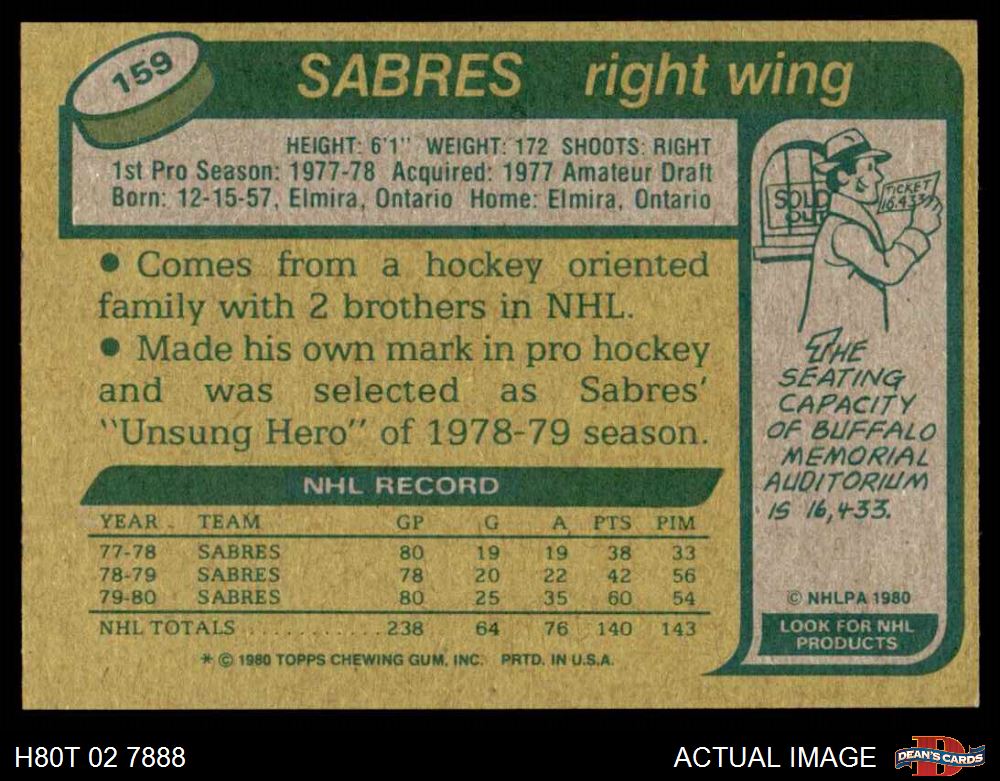 159
SABRES right wing
HEIGHT: 6'1" WEIGHT: 172 SHOOTS: RIGHT
1st Pro Season: 1977-78 Acquired: 1977 Amateur Draft
Born: 12-15-57, Elmira, Ontario Home: Elmira, Ontario
• Comes from a hockey oriented
family with 2 brothers in NHL.
• Made his own mark in pro hockey
and was selected as Sabres'
"Unsung Hero" of 1978-79 season.
NHL RECORD
YEAR TEAM GP G A PTS PIM
77-78 SABRES 80 19 19 38 33
78-79 SABRES 78 20 22 42 56
79-80 SABRES 80 25 35 60 54
NHL TOTALS ............ 238 64 76 140 143
* © 1980 TOPPS CHEWING GUM, INC. PRTD. IN U.S.A.
SOLD
OUT
TICKET
16,433
THE
SEATING
CAPACITY
OF BUFFALO
MEMORIAL
AUDITORIUM
IS 16,433.
© NHLPA 1980
LOOK FOR NHL
PRODUCTS
H80T 02 7888
ACTUAL IMAGE
D
DEAN'S CARDS